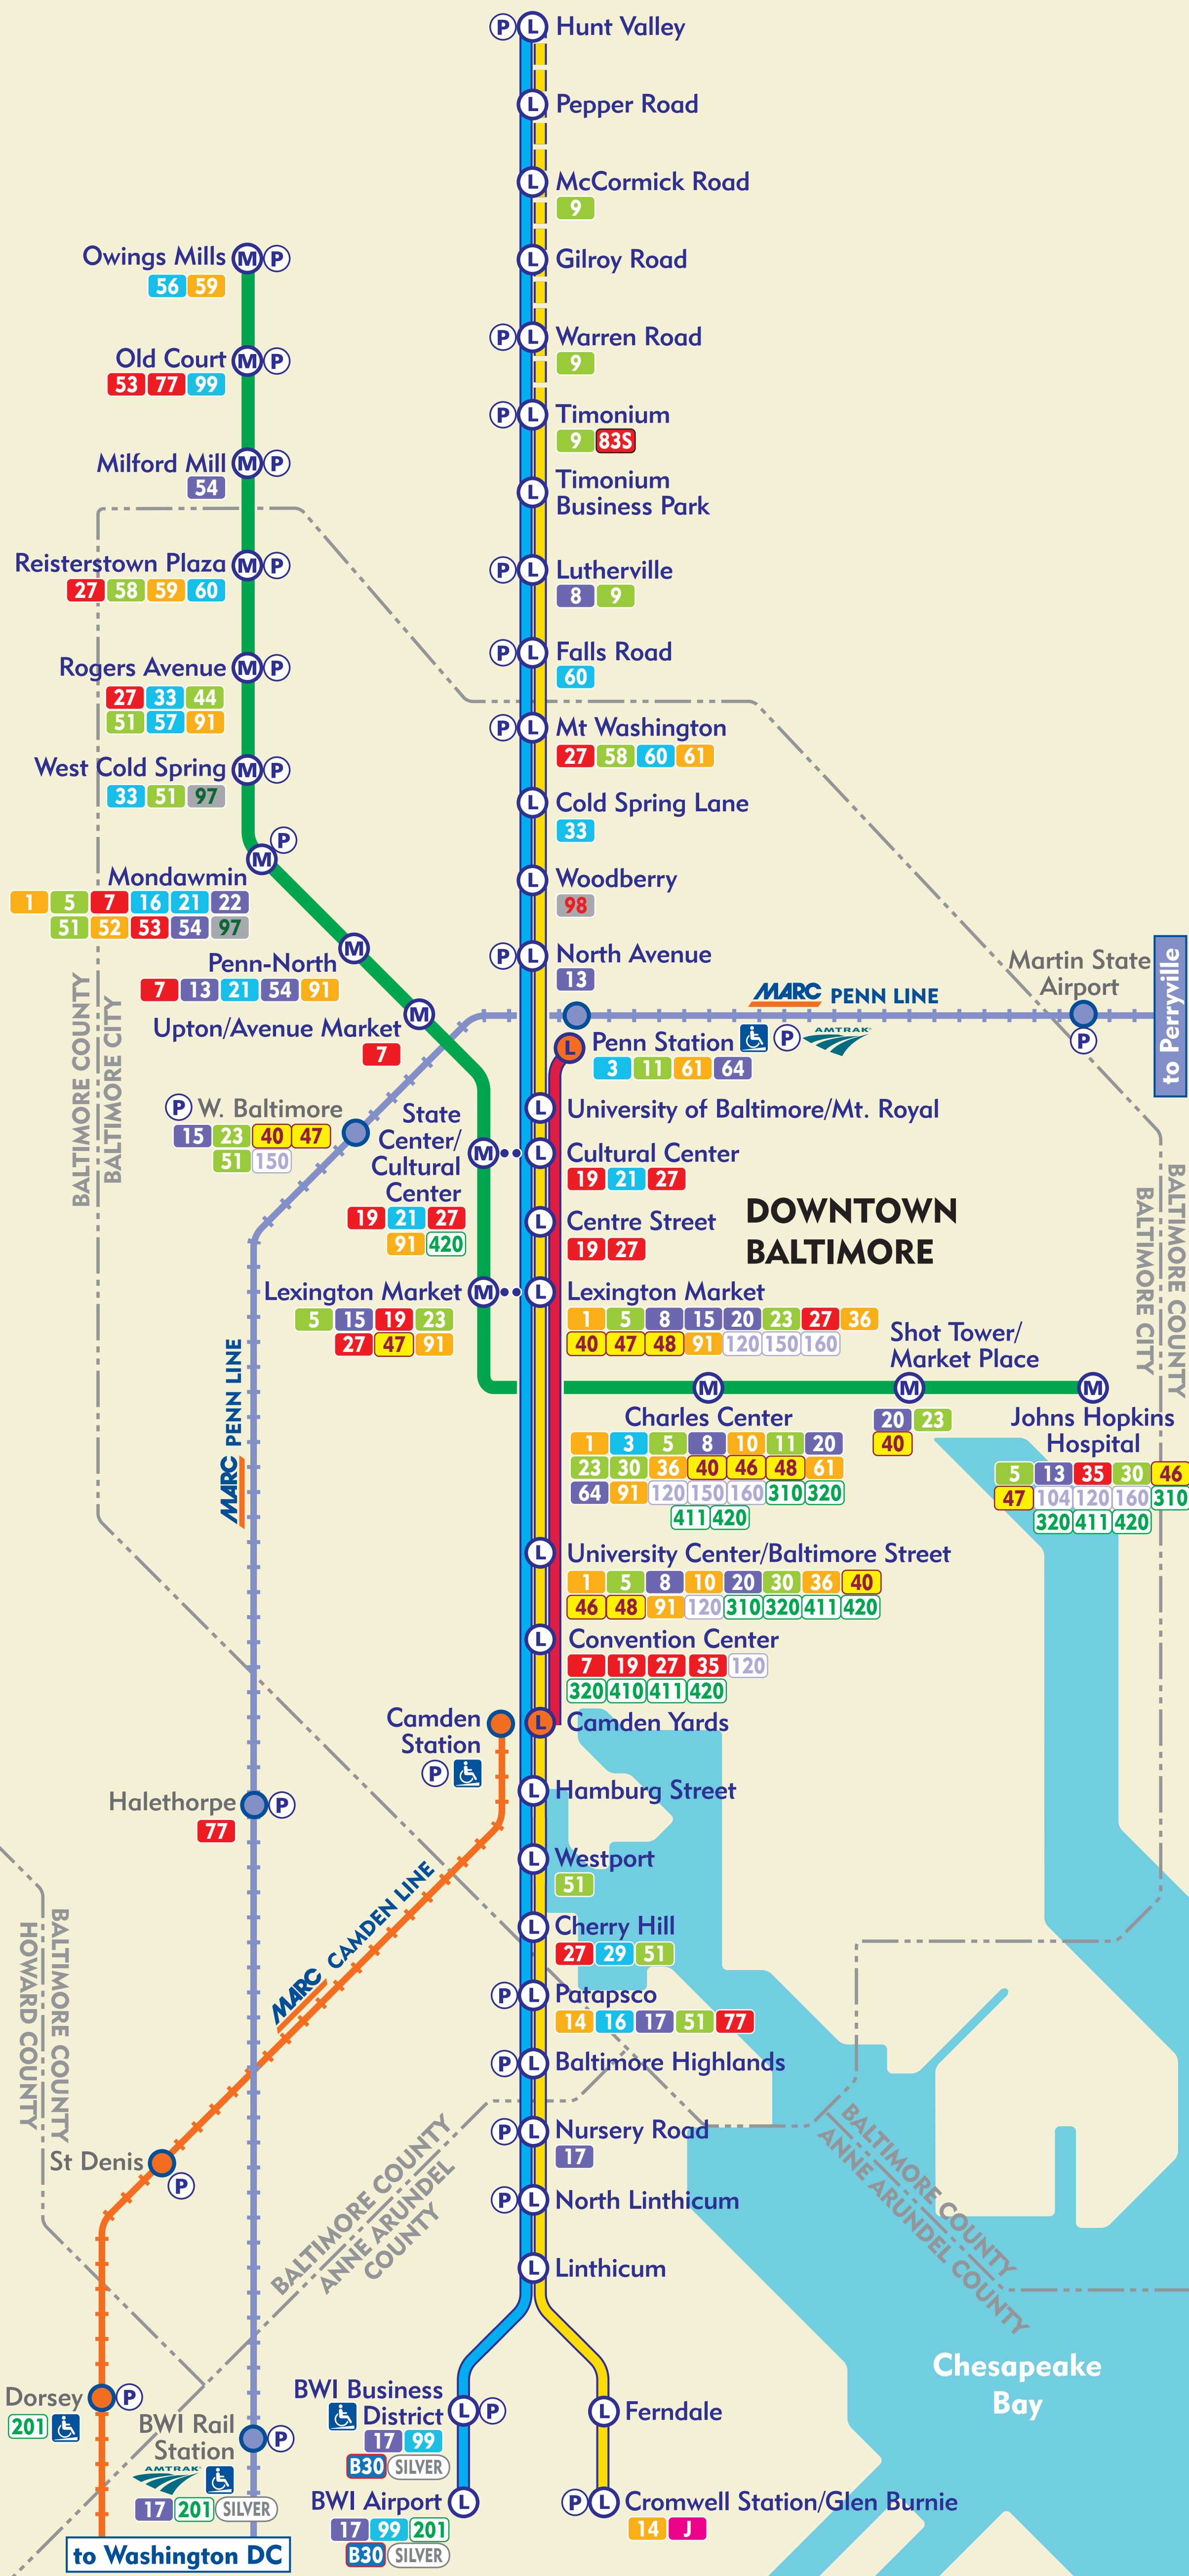 P L Hunt Valley
L Pepper Road
L McCormick Road
9
L Gilroy Road
P L Warren Road
9
P L Timonium
9 83S
L Timonium
Business Park
P L Lutherville
8 9
P L Falls Road
60
P L Mt Washington
27 58 60 61
L Cold Spring Lane
33
L Woodberry
98
P L North Avenue
13
Owings Mills M P
56 59
Old Court M P
53 77 99
Milford Mill M P
54
Reisterstown Plaza M P
27 58 59 60
Rogers Avenue M P
27 33 44
51 57 91
West Cold Spring M P
33 51 97
P
M
Mondawmin
1 5 7 16 21 22
51 52 53 54 97
M
Penn-North
7 13 21 54 91
M
Upton/Avenue Market
7
BALTIMORE COUNTY
BALTIMORE CITY
MARC PENN LINE
Martin State
Airport
P
to Perryville
L Penn Station P AMTRAK
3 11 61 64
P W. Baltimore
15 23 40 47
51 150
State
Center/
Cultural
Center
M
19 21 27
91 420
L University of Baltimore/Mt. Royal
L Cultural Center
19 21 27
L Centre Street
19 27
DOWNTOWN
BALTIMORE
Lexington Market M
5 15 19 23
27 47 91
L Lexington Market
1 5 8 15 20 23 27 36
40 47 48 91 120 150 160
BALTIMORE COUNTY
BALTIMORE CITY
Shot Tower/
Market Place
M M M
20 23
40
Charles Center
1 3 5 8 10 11 20
23 30 36 40 46 48 61
64 91 120 150 160 310 320
411 420
Johns Hopkins
Hospital
5 13 35 30 46
47 104 120 160 310
320 411 420
MARC PENN LINE
L University Center/Baltimore Street
1 5 8 10 20 30 36 40
46 48 91 120 310 320 411 420
L Convention Center
7 19 27 35 120
320 410 411 420
Camden
Station
P
L Camden Yards
L Hamburg Street
Halethorpe P
77
L Westport
51
MARC CAMDEN LINE
L Cherry Hill
27 29 51
P L Patapsco
14 16 17 51 77
P L Baltimore Highlands
P L Nursery Road
17
P L North Linthicum
L Linthicum
BALTIMORE COUNTY
HOWARD COUNTY
St Denis
P
BALTIMORE COUNTY
ANNE ARUNDEL
COUNTY
BALTIMORE COUNTY
ANNE ARUNDEL COUNTY
Chesapeake
Bay
Dorsey P
201
BWI Rail
Station P
AMTRAK
17 201 SILVER
to Washington DC
BWI Business
District L P
17 99
B30 SILVER
BWI Airport L
17 99 201
B30 SILVER
L Ferndale
P L Cromwell Station/Glen Burnie
14 J